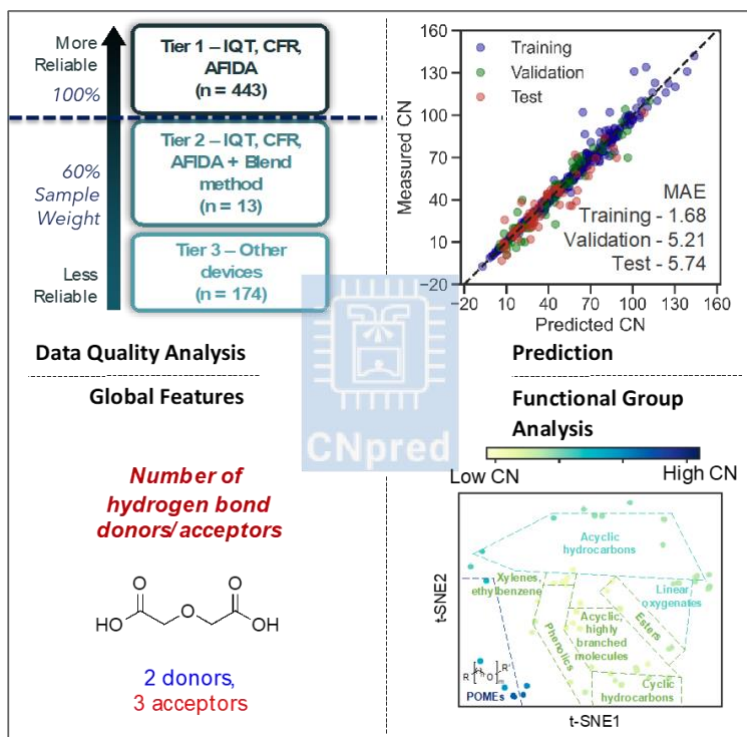 More
Reliable
100%
60%
Sample
Weight
Less
Reliable
Tier 1 – IQT, CFR,
AFIDA
(n = 443)
Tier 2 – IQT, CFR,
AFIDA + Blend
method
(n = 13)
Tier 3 – Other
devices
(n = 174)
Data Quality Analysis
160
130
100
70
40
10
−20
Measured CN
Training
Validation
Test
MAE
Training - 1.68
Validation - 5.21
Test - 5.74
−20 10 40 70 100 130 160
Predicted CN
Prediction
CNpred
Global Features
Number of
hydrogen bond
donors/acceptors
O O
HO O OH
2 donors,
3 acceptors
Functional Group
Analysis
Low CN High CN
t-SNE2
Acyclic
hydrocarbons
Xylenes,
ethylbenzene
Linear
oxygenates
Phenolics
Acyclic,
highly
branched
molecules
Esters
POMEs
Cyclic
hydrocarbons
t-SNE1